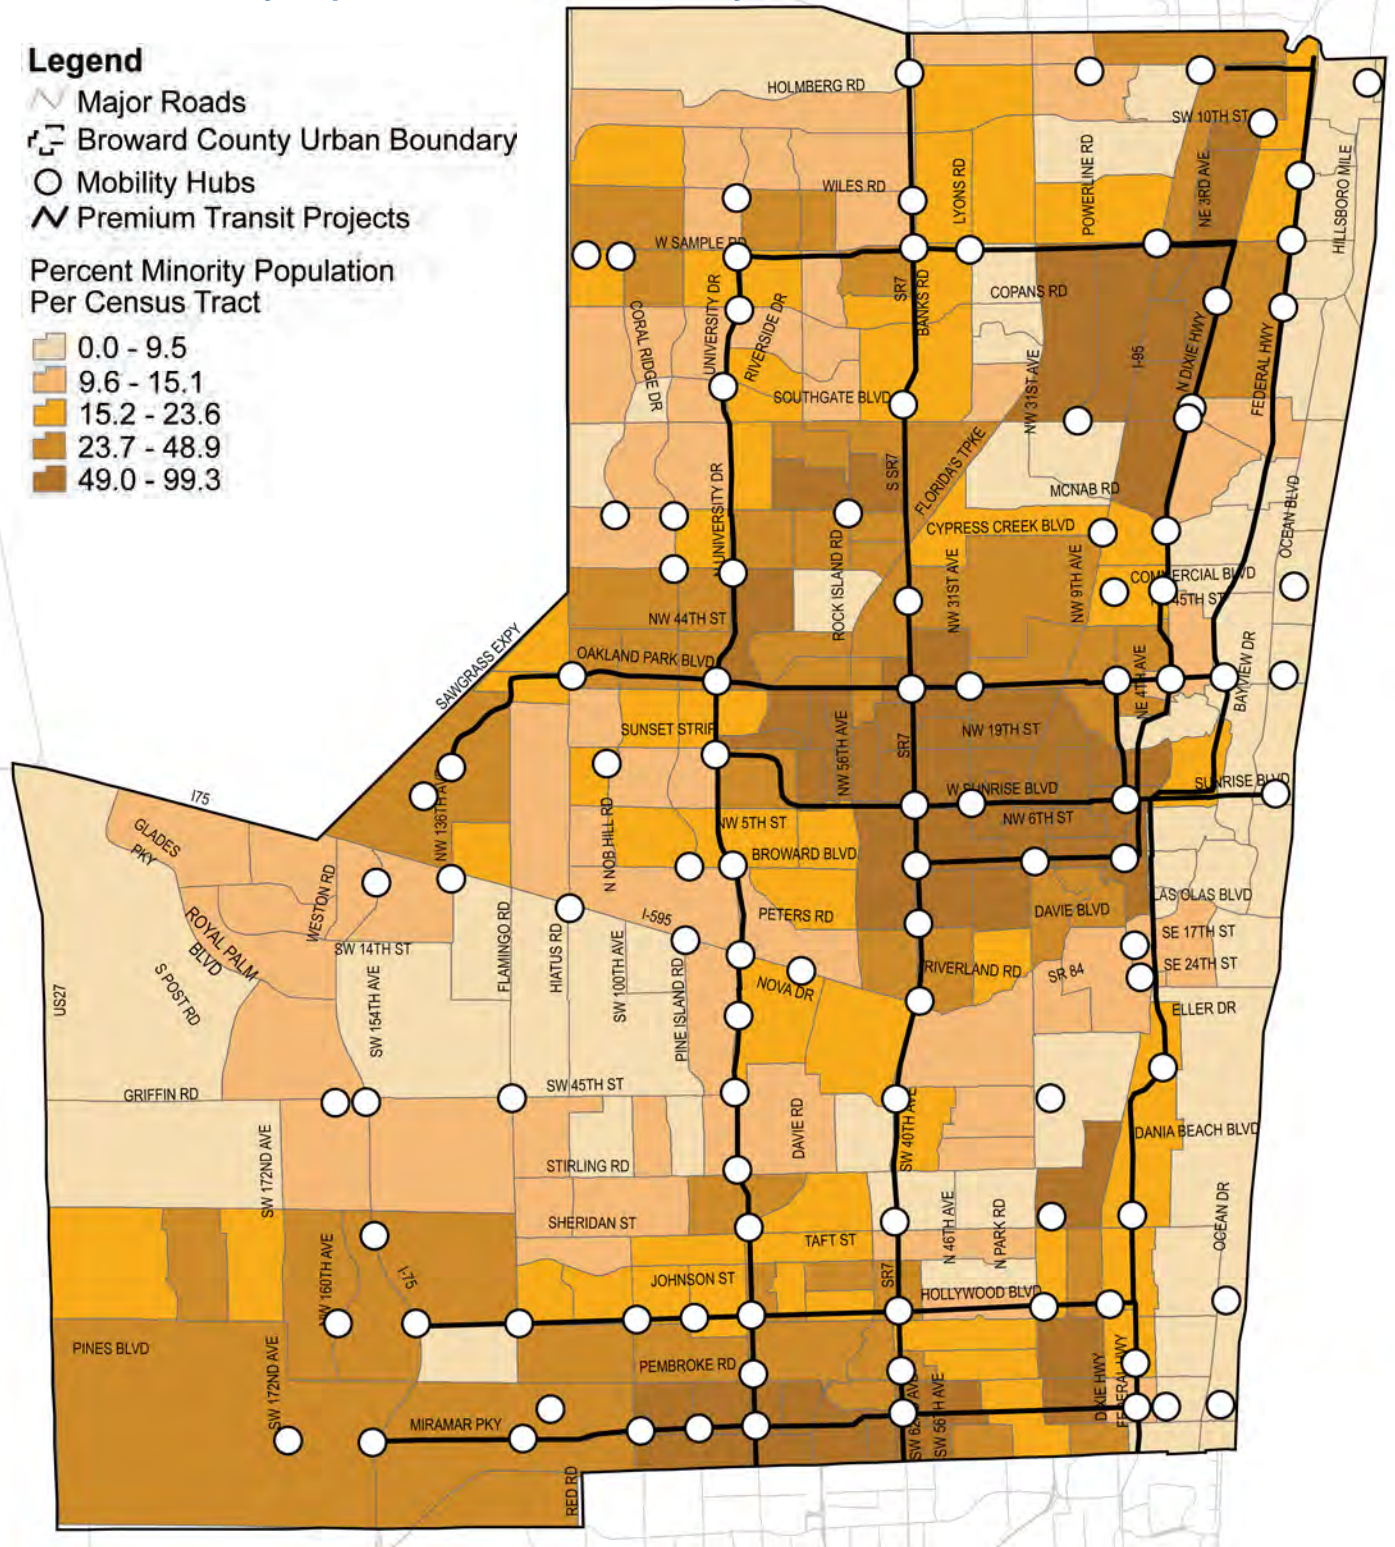 Legend
Major Roads
Broward County Urban Boundary
Mobility Hubs
Premium Transit Projects
Percent Minority Population
Per Census Tract
0.0 - 9.5
9.6 - 15.1
15.2 - 23.6
23.7 - 48.9
49.0 - 99.3
HOLMBERG RD
SW 10TH ST
POWERLINE RD
NE 3RD AVE
HILLSBORO MILE
LYONS RD
WILES RD
W SAMPLE RD
COPANS RD
SR7
BANKS RD
UNIVERSITY DR
RIVERSIDE DR
CORAL RIDGE DR
I-95
N DIXIE HWY
FEDERAL HWY
NW 31ST AVE
SOUTHGATE BLVD
S SR7
FLORIDA'S TPKE
MCNAB RD
OCEAN BLVD
N UNIVERSITY DR
CYPRESS CREEK BLVD
ROCK ISLAND RD
NW 31ST AVE
NW 9TH AVE
COMMERCIAL BLVD
45TH ST
NW 44TH ST
SAWGRASS EXPY
OAKLAND PARK BLVD
NE 4TH AVE
BAYVIEW DR
SUNSET STRIP
NW 56TH AVE
SR7
NW 19TH ST
W SUNRISE BLVD
SUNRISE BLVD
I75
NW 136TH AVE
N NOB HILL RD
NW 5TH ST
NW 6TH ST
GLADES
PKY
BROWARD BLVD
WESTON RD
LAS OLAS BLVD
DAVIE BLVD
PETERS RD
I-595
ROYAL PALM
BLVD
SW 14TH ST
FLAMINGO RD
HIATUS RD
SW 100TH AVE
PINE ISLAND RD
SE 17TH ST
SE 24TH ST
SR 84
RIVERLAND RD
NOVA DR
US27
S POST RD
SW 154TH AVE
ELLER DR
GRIFFIN RD
SW 45TH ST
DAVIE RD
SW 40TH AVE
DANIA BEACH BLVD
SW 172ND AVE
STIRLING RD
SHERIDAN ST
N 46TH AVE
N PARK RD
OCEAN DR
TAFT ST
NW 160TH AVE
I-75
JOHNSON ST
SR7
HOLLYWOOD BLVD
PINES BLVD
PEMBROKE RD
SW 172ND AVE
DIXIE HWY
FEDERAL HWY
MIRAMAR PKY
SW 56TH AVE
RED RD